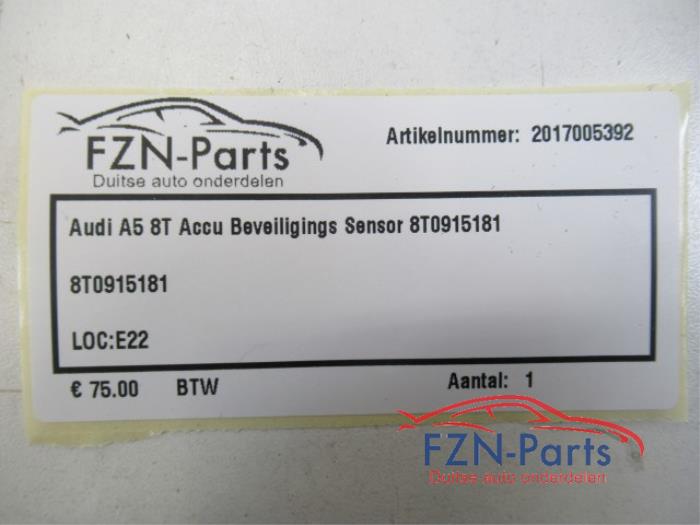 FZN-Parts
Duitse auto onderdelen
Artikelnummer: 2017005392
Audi A5 8T Accu Beveiligings Sensor 8T0915181
8T0915181
LOC:E22
€ 75.00 BTW Aantal: 1
FZN-Parts
Duitse auto onderdelen